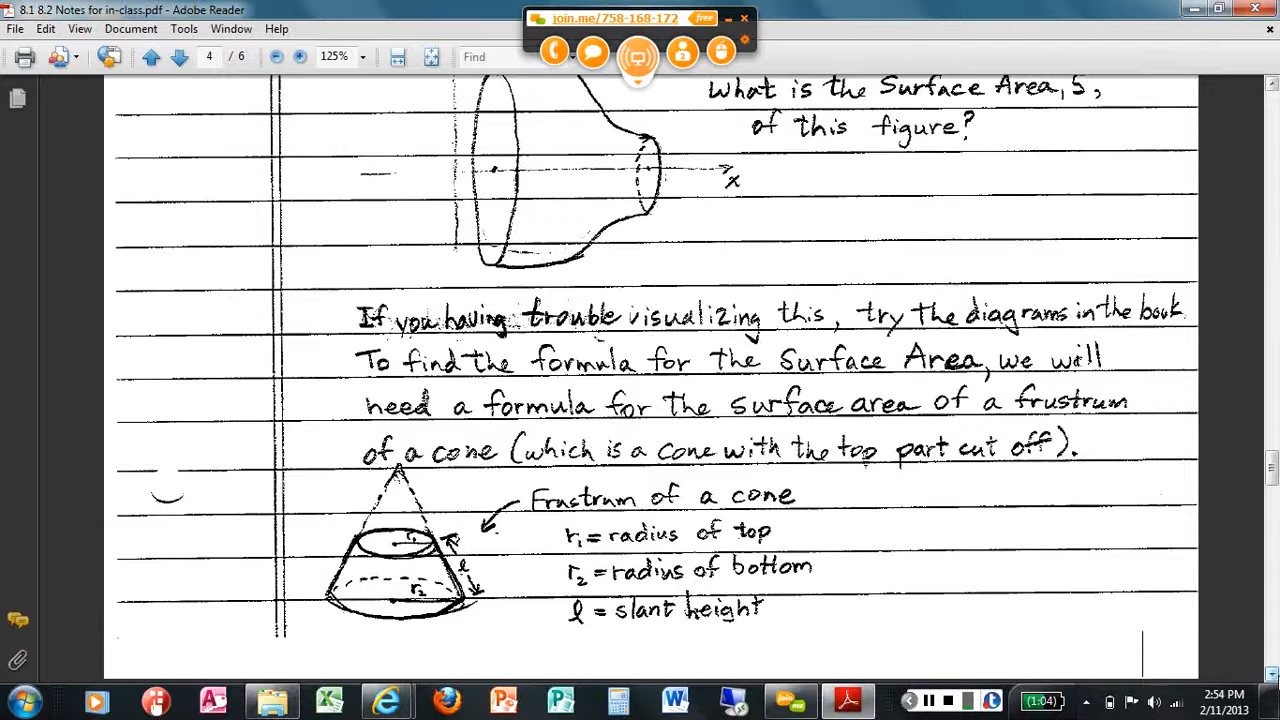 8.1 8.2 Notes for in-class.pdf - Adobe Reader
join.me/758-168-172 free
File Edit View Document Tools Window Help
2
4 / 6 125% Find
What is the Surface Area, S,
of this figure?
x
If you having trouble visualizing this, try the diagrams in the book.
To find the formula for the Surface Area, we will
need a formula for the surface area of a frustrum
of a cone (which is a cone with the top part cut off).
Frustrum of a cone
r₁ = radius of top
r₂ = radius of bottom
l = slant height
r₁
l
r₂
(1:04)
2:54 PM
2/11/2013